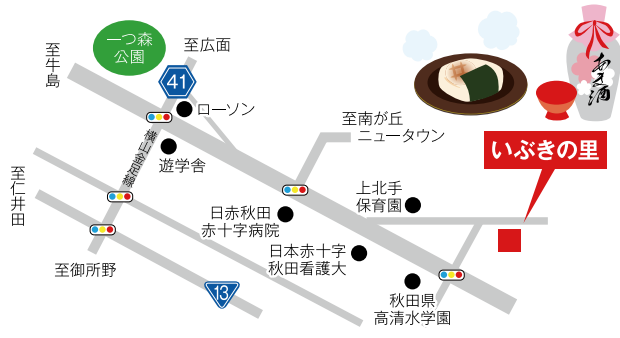 一つ森
公園
至広面
至牛島
41
ローソン
至南が丘
ニュータウン
あま酒
いぶきの里
横山金足線
遊学舎
至仁井田
上北手
保育園
日赤秋田
赤十字病院
日本赤十字
秋田看護大
至御所野
13
秋田県
高清水学園